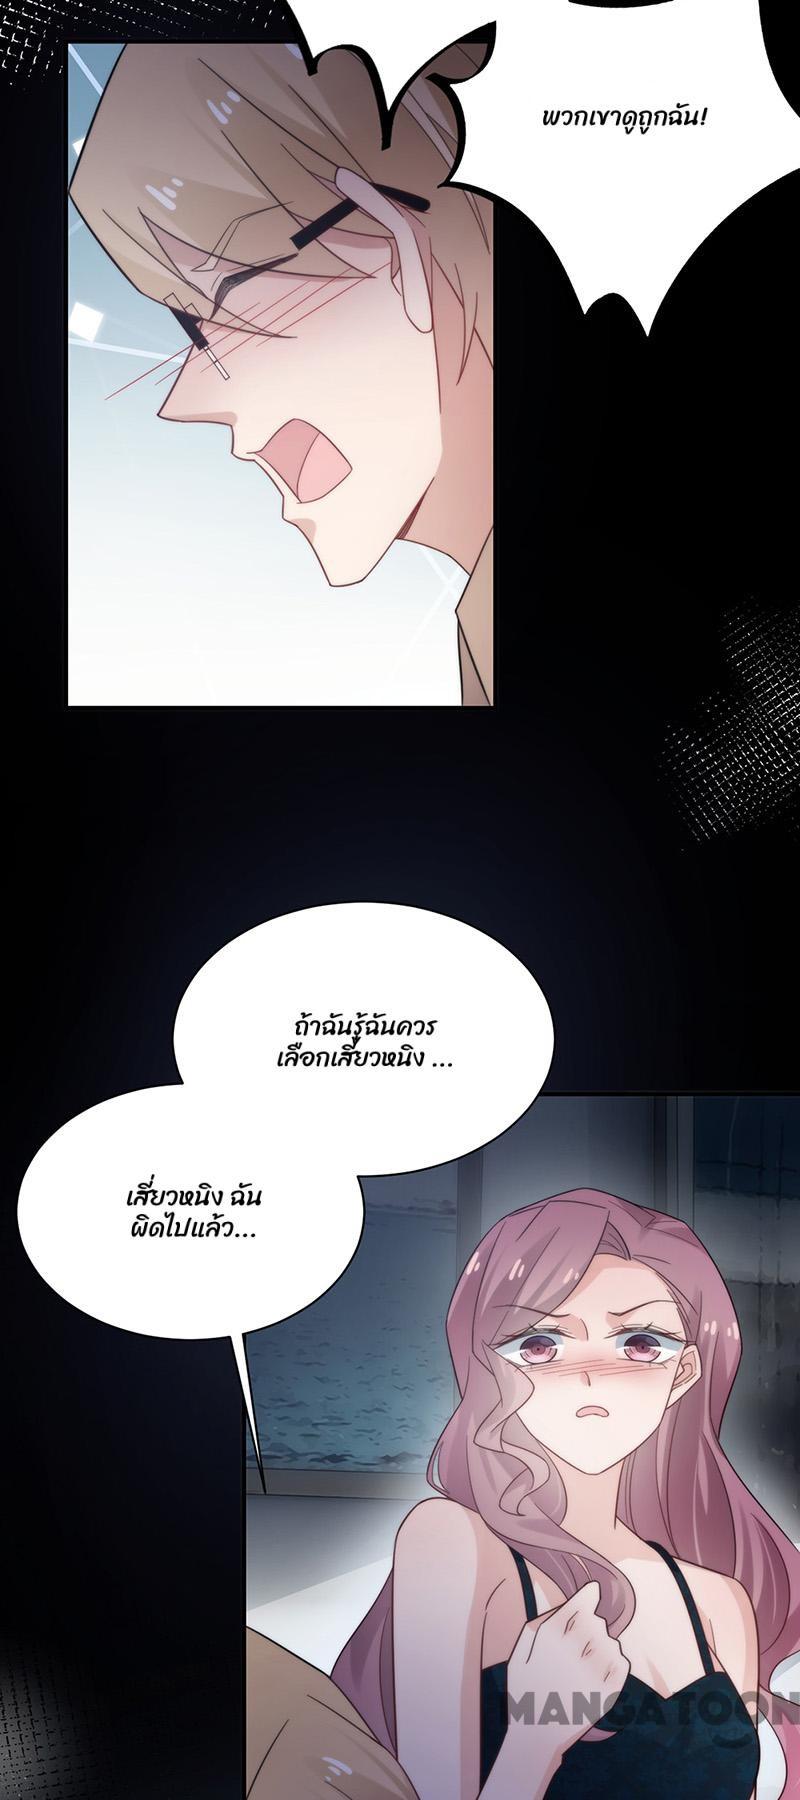 พวกเขาดูถูกฉัน!
ถ้าฉันรู้ฉันควร
เลือกเสี่ยวหนิง ...
เสี่ยวหนิง ฉัน
ผิดไปแล้ว...
MANGATOON